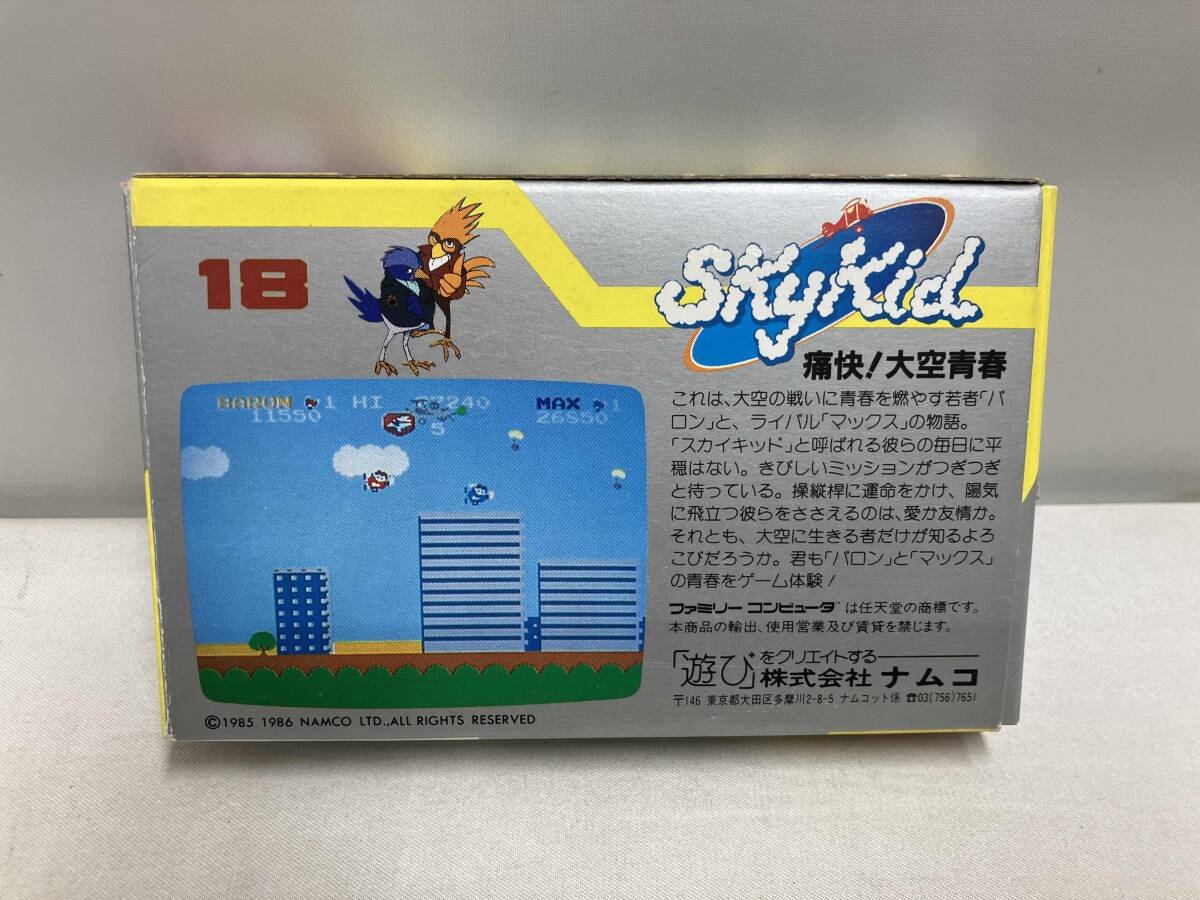 18
SkyKid
痛快!大空青春
BARON 1 HI 37240 MAX 1
11550 26850
5
これは、大空の戦いに青春を燃やす若者「バ
ロン」と、ライバル「マックス」の物語。
「スカイキッド」と呼ばれる彼らの毎日に平
穏はない。きびしいミッションがつぎつぎ
と待っている。操縦桿に運命をかけ、陽気
に飛立つ彼らをささえるのは、愛か友情か。
それとも、大空に生きる者だけが知るよろ
こびだろうか。君も「バロン」と「マックス」
の青春をゲーム体験!
ファミリーコンピュータは任天堂の商標です。
本商品の輸出、使用営業及び賃貸を禁じます。
「遊び」をクリエイトする
株式会社 ナムコ
〒146 東京都大田区多摩川2-8-5 ナムコット係 ☎03(756)7651
©1985 1986 NAMCO LTD.,ALL RIGHTS RESERVED